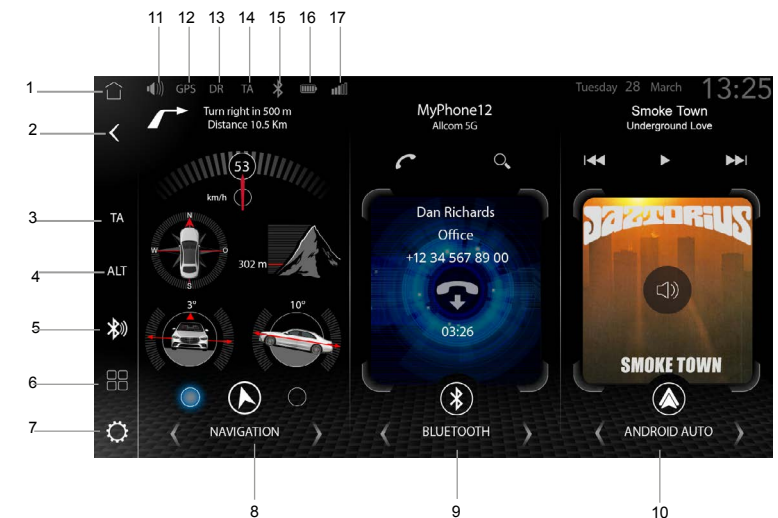 11 12 13 14 15 16 17
1
2
3
4
5
6
7
GPS DR TA
Tuesday 28 March 13:25
Turn right in 500 m
Distance 10.5 Km
MyPhone12
Allcom 5G
Smoke Town
Underground Love
53
km/h
TA
ALT
N
W O
S
302 m
3° 10°
Dan Richards
Office
+12 34 567 89 00
03:26
JAZTORIUS
SMOKE TOWN
NAVIGATION
BLUETOOTH
ANDROID AUTO
8 9 10